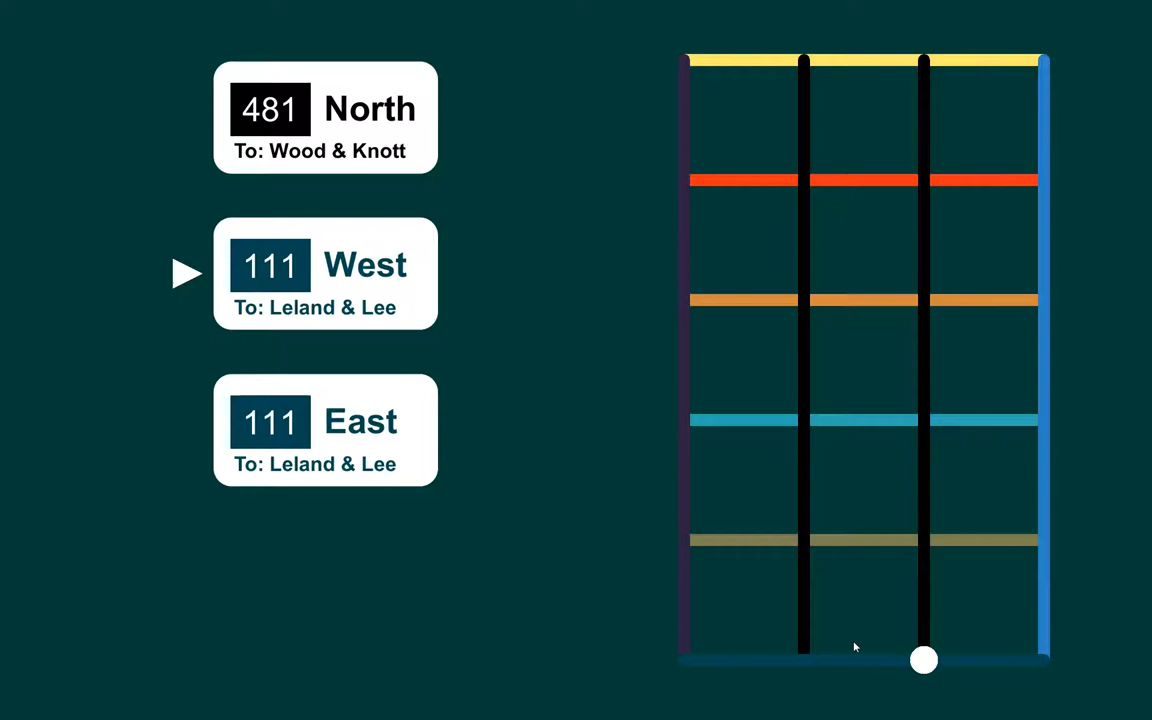 481 North
To: Wood & Knott
111 West
To: Leland & Lee
111 East
To: Leland & Lee